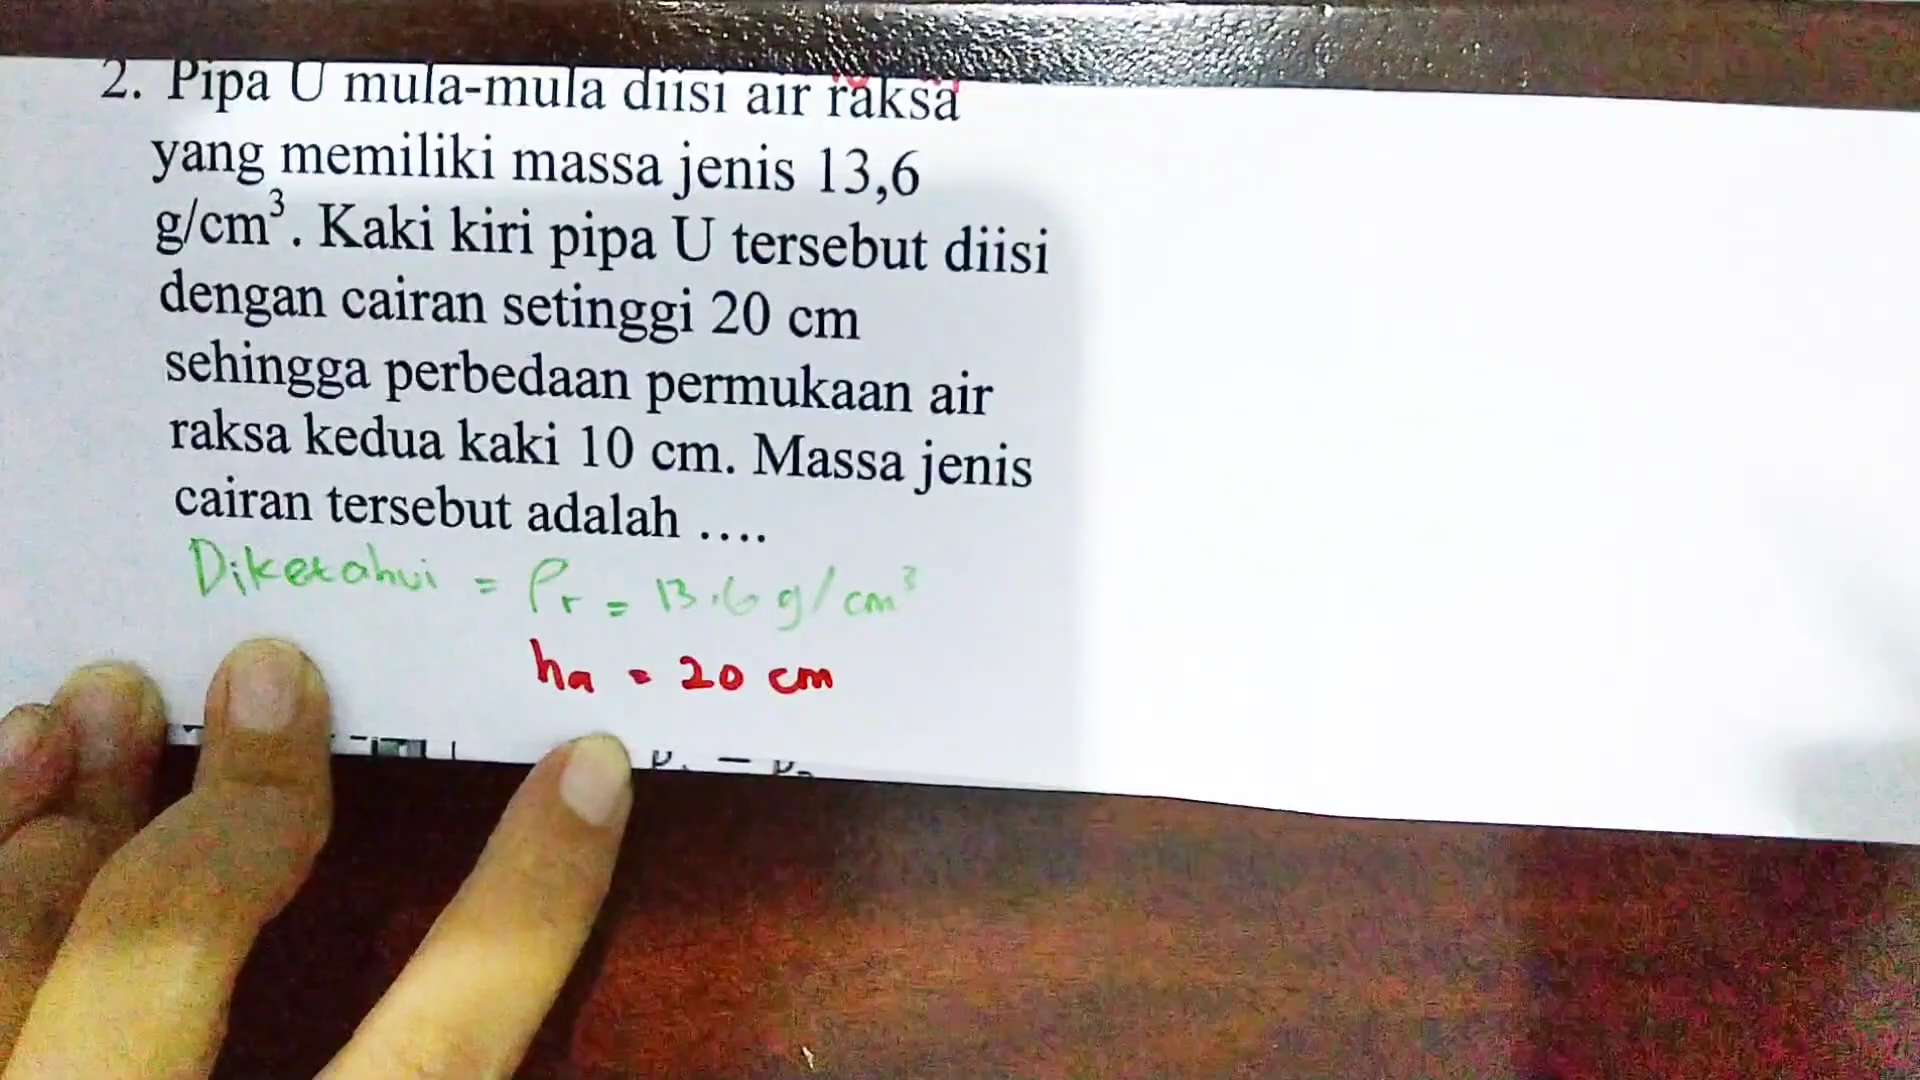 2. Pipa U mula-mula diisi air raksa
yang memiliki massa jenis 13,6
g/cm³. Kaki kiri pipa U tersebut diisi
dengan cairan setinggi 20 cm
sehingga perbedaan permukaan air
raksa kedua kaki 10 cm. Massa jenis
cairan tersebut adalah ....
Diketahui = ρr = 13.6 g/cm³
ha = 20 cm